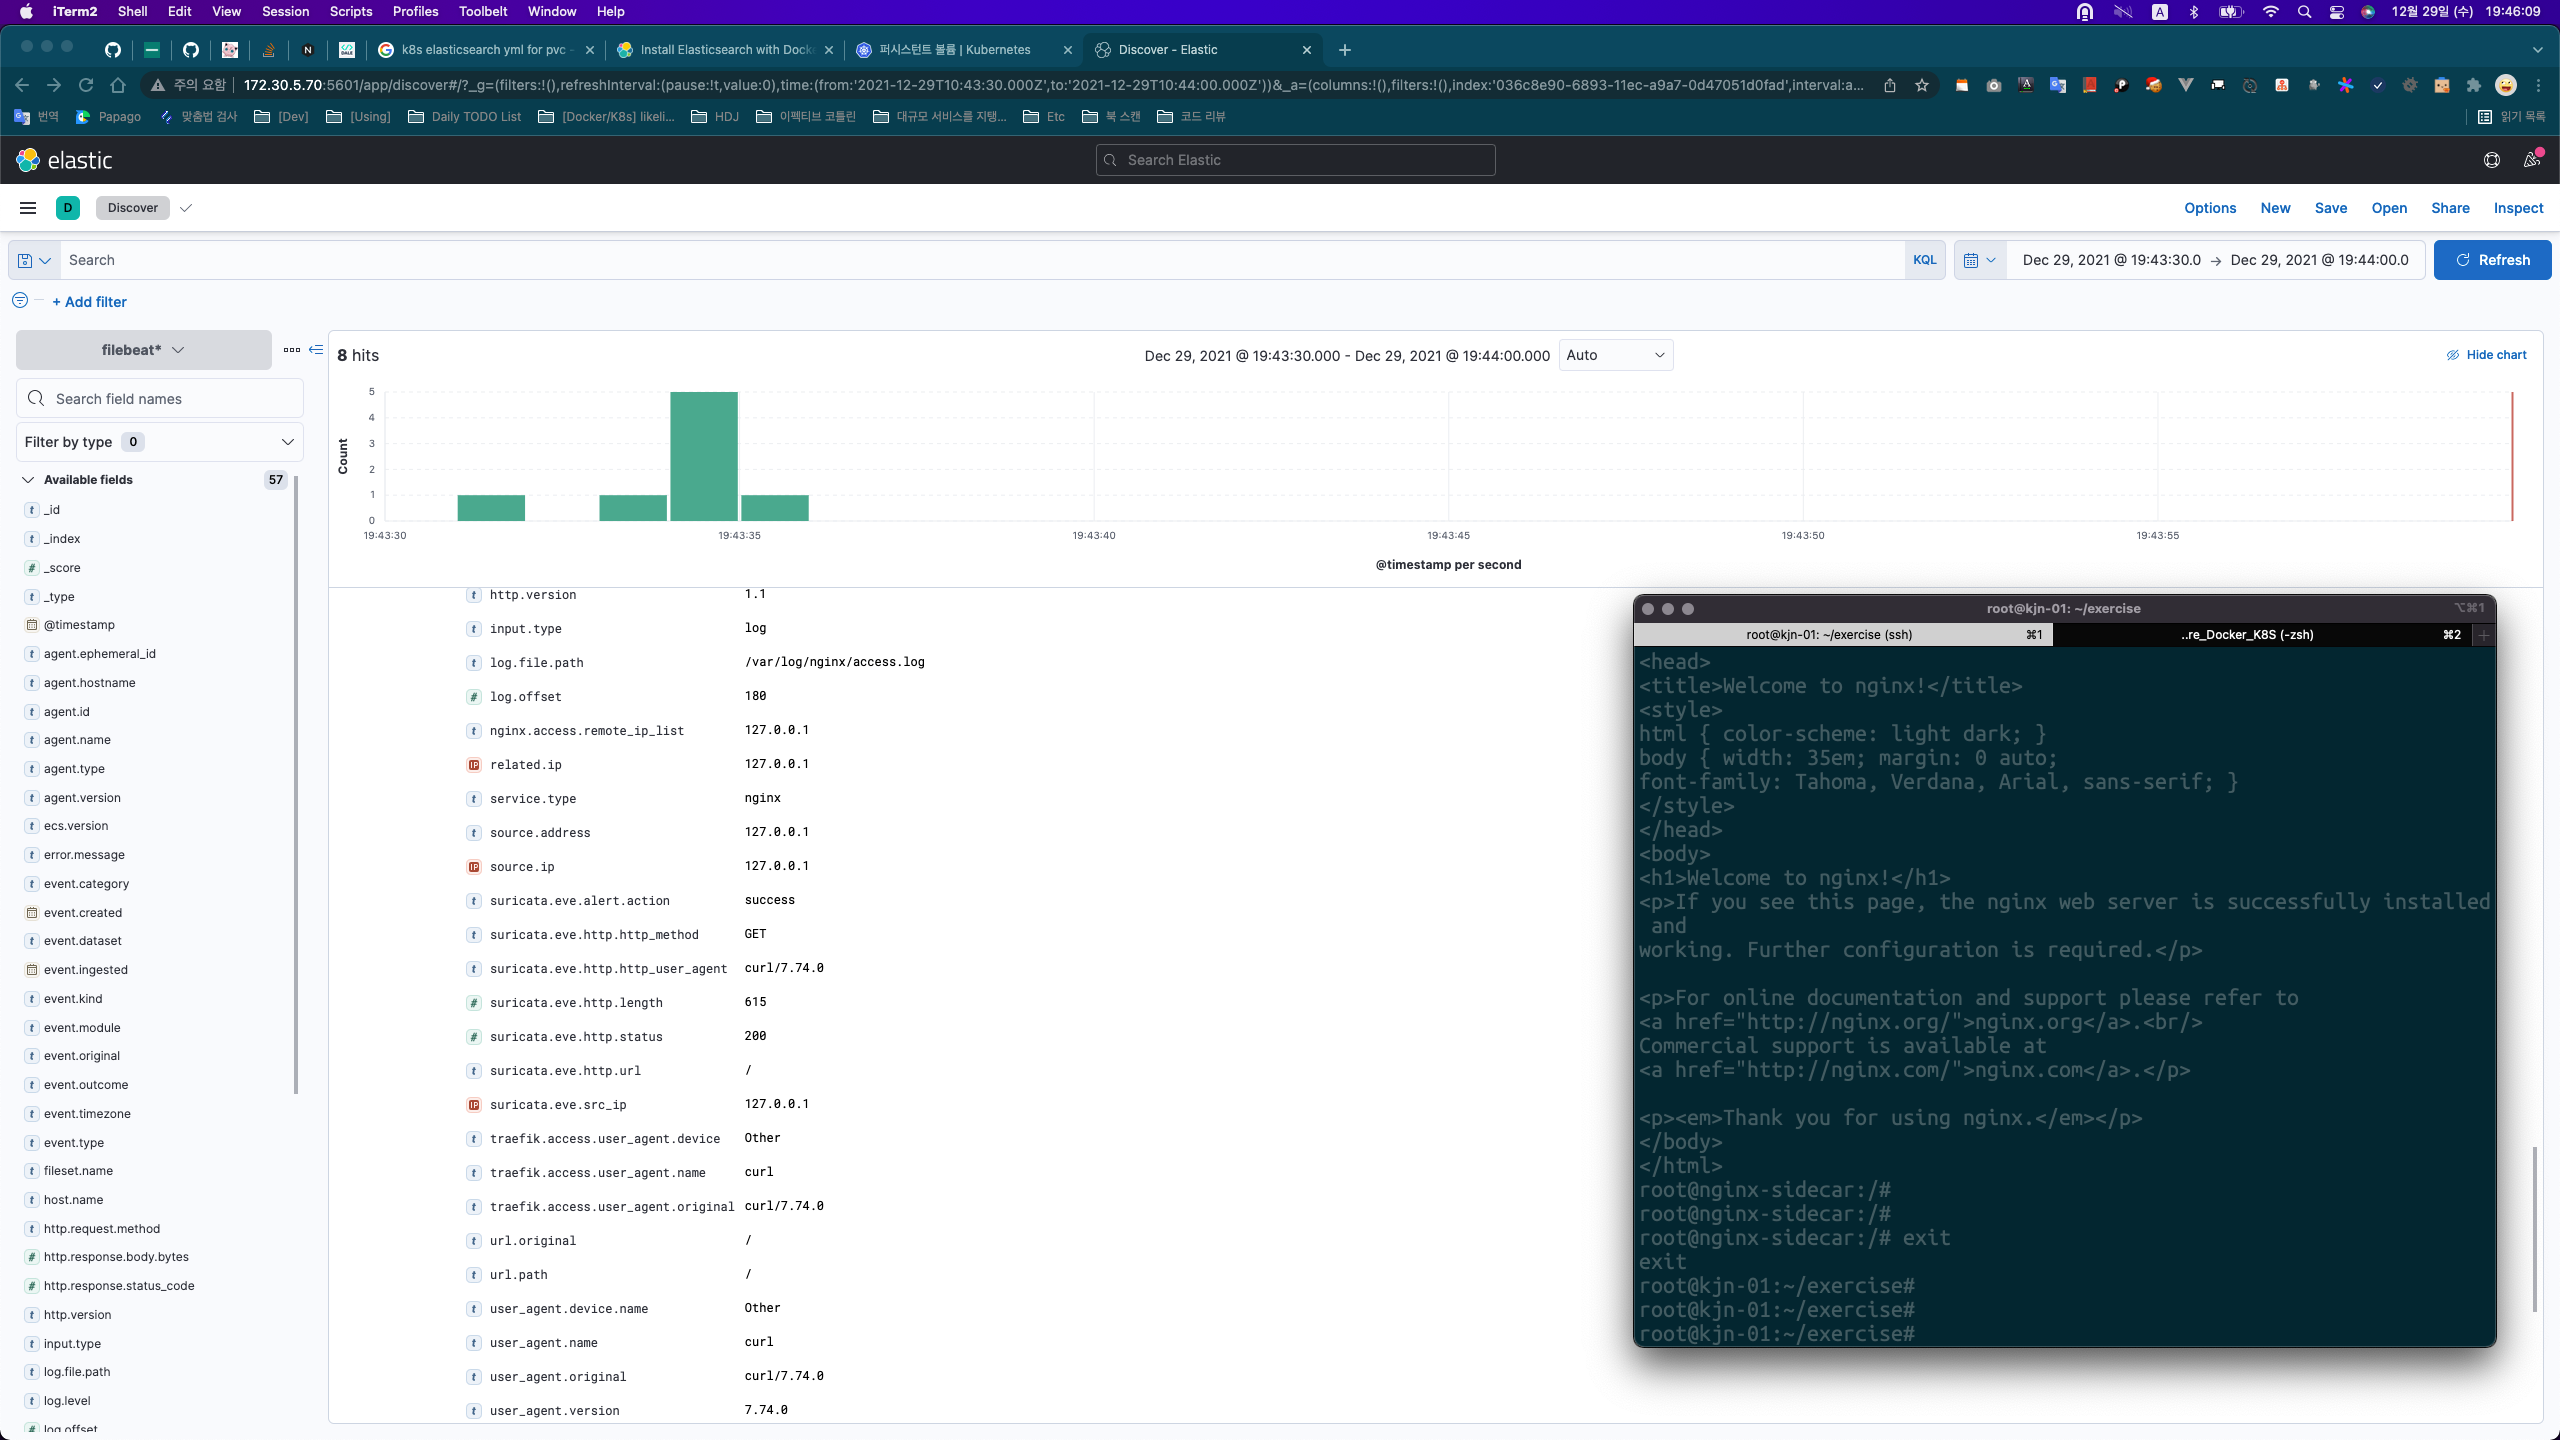 iTerm2 Shell Edit View Session Scripts Profiles Toolbelt Window Help
A 12월 29일 (수) 19:46:09
k8s elasticsearch yml for pvc -
Install Elasticsearch with Docke
퍼시스턴트 볼륨 | Kubernetes
Discover - Elastic
주의 요함 172.30.5.70:5601/app/discover#/?_g=(filters:!(),refreshInterval:(pause:!t,value:0),time:(from:'2021-12-29T10:43:30.000Z',to:'2021-12-29T10:44:00.000Z'))&_a=(columns:!(),filters:!(),index:'036c8e90-6893-11ec-a9a7-0d47051d0fad',interval:a...
번역 Papago 맞춤법 검사 [Dev] [Using] Daily TODO List [Docker/K8s] likeli... HDJ 이펙티브 코틀린 대규모 서비스를 지탱... Etc 북 스캔 코드 리뷰 읽기 목록
elastic
Search Elastic
D Discover
Options New Save Open Share Inspect
Search KQL
Dec 29, 2021 @ 19:43:30.0 → Dec 29, 2021 @ 19:44:00.0
Refresh
+ Add filter
filebeat*
Search field names
Filter by type 0
Available fields 57
t _id
t _index
# _score
t _type
@timestamp
t agent.ephemeral_id
t agent.hostname
t agent.id
t agent.name
t agent.type
t agent.version
t ecs.version
t error.message
t event.category
event.created
t event.dataset
event.ingested
t event.kind
t event.module
t event.original
t event.outcome
t event.timezone
t event.type
t fileset.name
t host.name
t http.request.method
# http.response.body.bytes
# http.response.status_code
t http.version
t input.type
t log.file.path
t log.level
# log.offset
8 hits
Dec 29, 2021 @ 19:43:30.000 - Dec 29, 2021 @ 19:44:00.000 Auto
Hide chart
Count
5
4
3
2
1
0
19:43:30 19:43:35 19:43:40 19:43:45 19:43:50 19:43:55
@timestamp per second
t http.version 1.1
t input.type log
t log.file.path /var/log/nginx/access.log
# log.offset 180
t nginx.access.remote_ip_list 127.0.0.1
IP related.ip 127.0.0.1
t service.type nginx
t source.address 127.0.0.1
IP source.ip 127.0.0.1
t suricata.eve.alert.action success
t suricata.eve.http.http_method GET
t suricata.eve.http.http_user_agent curl/7.74.0
# suricata.eve.http.length 615
# suricata.eve.http.status 200
t suricata.eve.http.url /
IP suricata.eve.src_ip 127.0.0.1
t traefik.access.user_agent.device Other
t traefik.access.user_agent.name curl
t traefik.access.user_agent.original curl/7.74.0
t url.original /
t url.path /
t user_agent.device.name Other
t user_agent.name curl
t user_agent.original curl/7.74.0
t user_agent.version 7.74.0
root@kjn-01: ~/exercise ⌥⌘1
root@kjn-01: ~/exercise (ssh) ⌘1
..re_Docker_K8S (-zsh) ⌘2
<head>
<title>Welcome to nginx!</title>
<style>
html { color-scheme: light dark; }
body { width: 35em; margin: 0 auto;
font-family: Tahoma, Verdana, Arial, sans-serif; }
</style>
</head>
<body>
<h1>Welcome to nginx!</h1>
<p>If you see this page, the nginx web server is successfully installed
 and
working. Further configuration is required.</p>
<p>For online documentation and support please refer to
<a href="http://nginx.org/">nginx.org</a>.<br/>
Commercial support is available at
<a href="http://nginx.com/">nginx.com</a>.</p>
<p><em>Thank you for using nginx.</em></p>
</body>
</html>
root@nginx-sidecar:/#
root@nginx-sidecar:/#
root@nginx-sidecar:/# exit
exit
root@kjn-01:~/exercise#
root@kjn-01:~/exercise#
root@kjn-01:~/exercise#